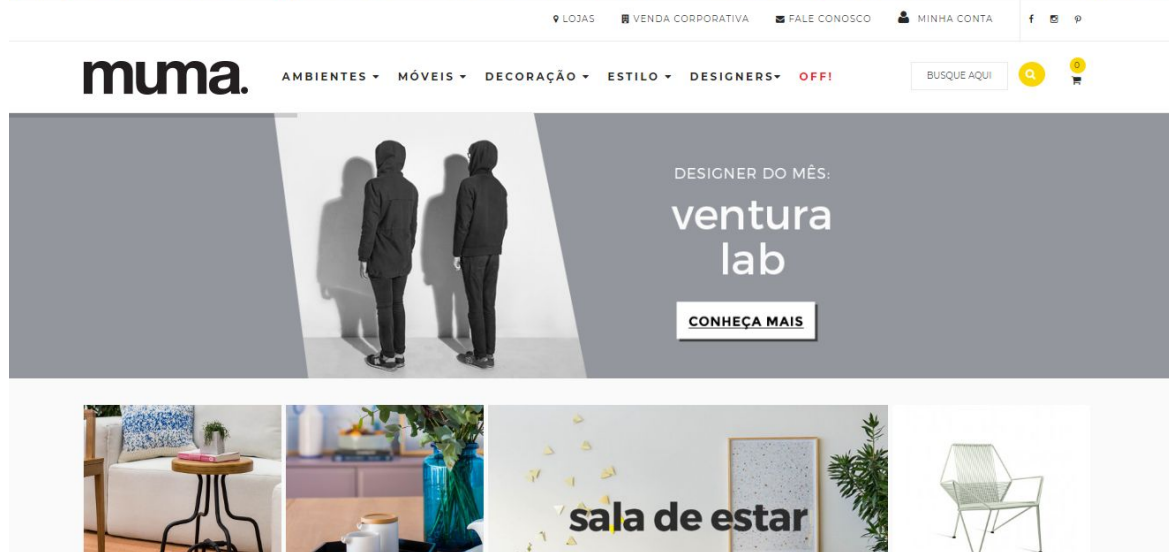 LOJAS VENDA CORPORATIVA FALE CONOSCO MINHA CONTA
muma.
AMBIENTES MÓVEIS DECORAÇÃO ESTILO DESIGNERS OFF!
BUSQUE AQUI
0
DESIGNER DO MÊS:
ventura
lab
CONHEÇA MAIS
sala de estar